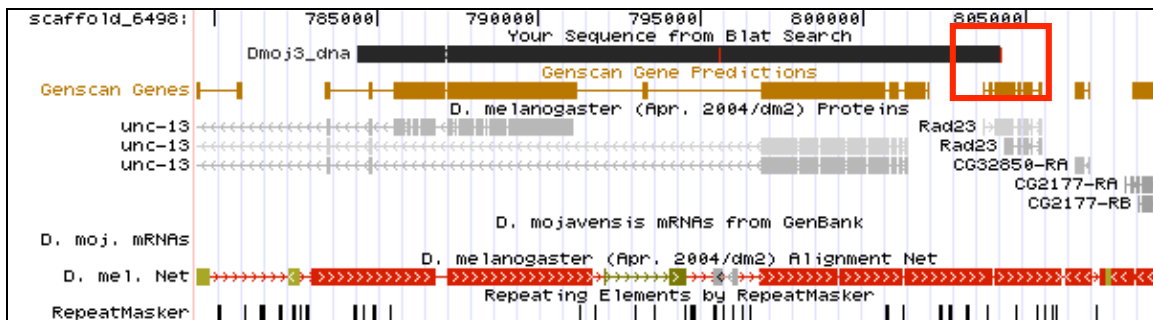 scaffold_6498: 785000 790000 795000 800000 805000
Your Sequence from Blat Search
Dmoj3_dna
Genscan Gene Predictions
Genscan Genes
D. melanogaster (Apr. 2004/dm2) Proteins
unc-13 Rad23
unc-13 Rad23
unc-13 CG32850-RA
CG2177-RA
CG2177-RB
D. mojavensis mRNAs from GenBank
D. moj. mRNAs
D. melanogaster (Apr. 2004/dm2) Alignment Net
D. mel. Net
Repeating Elements by RepeatMasker
RepeatMasker